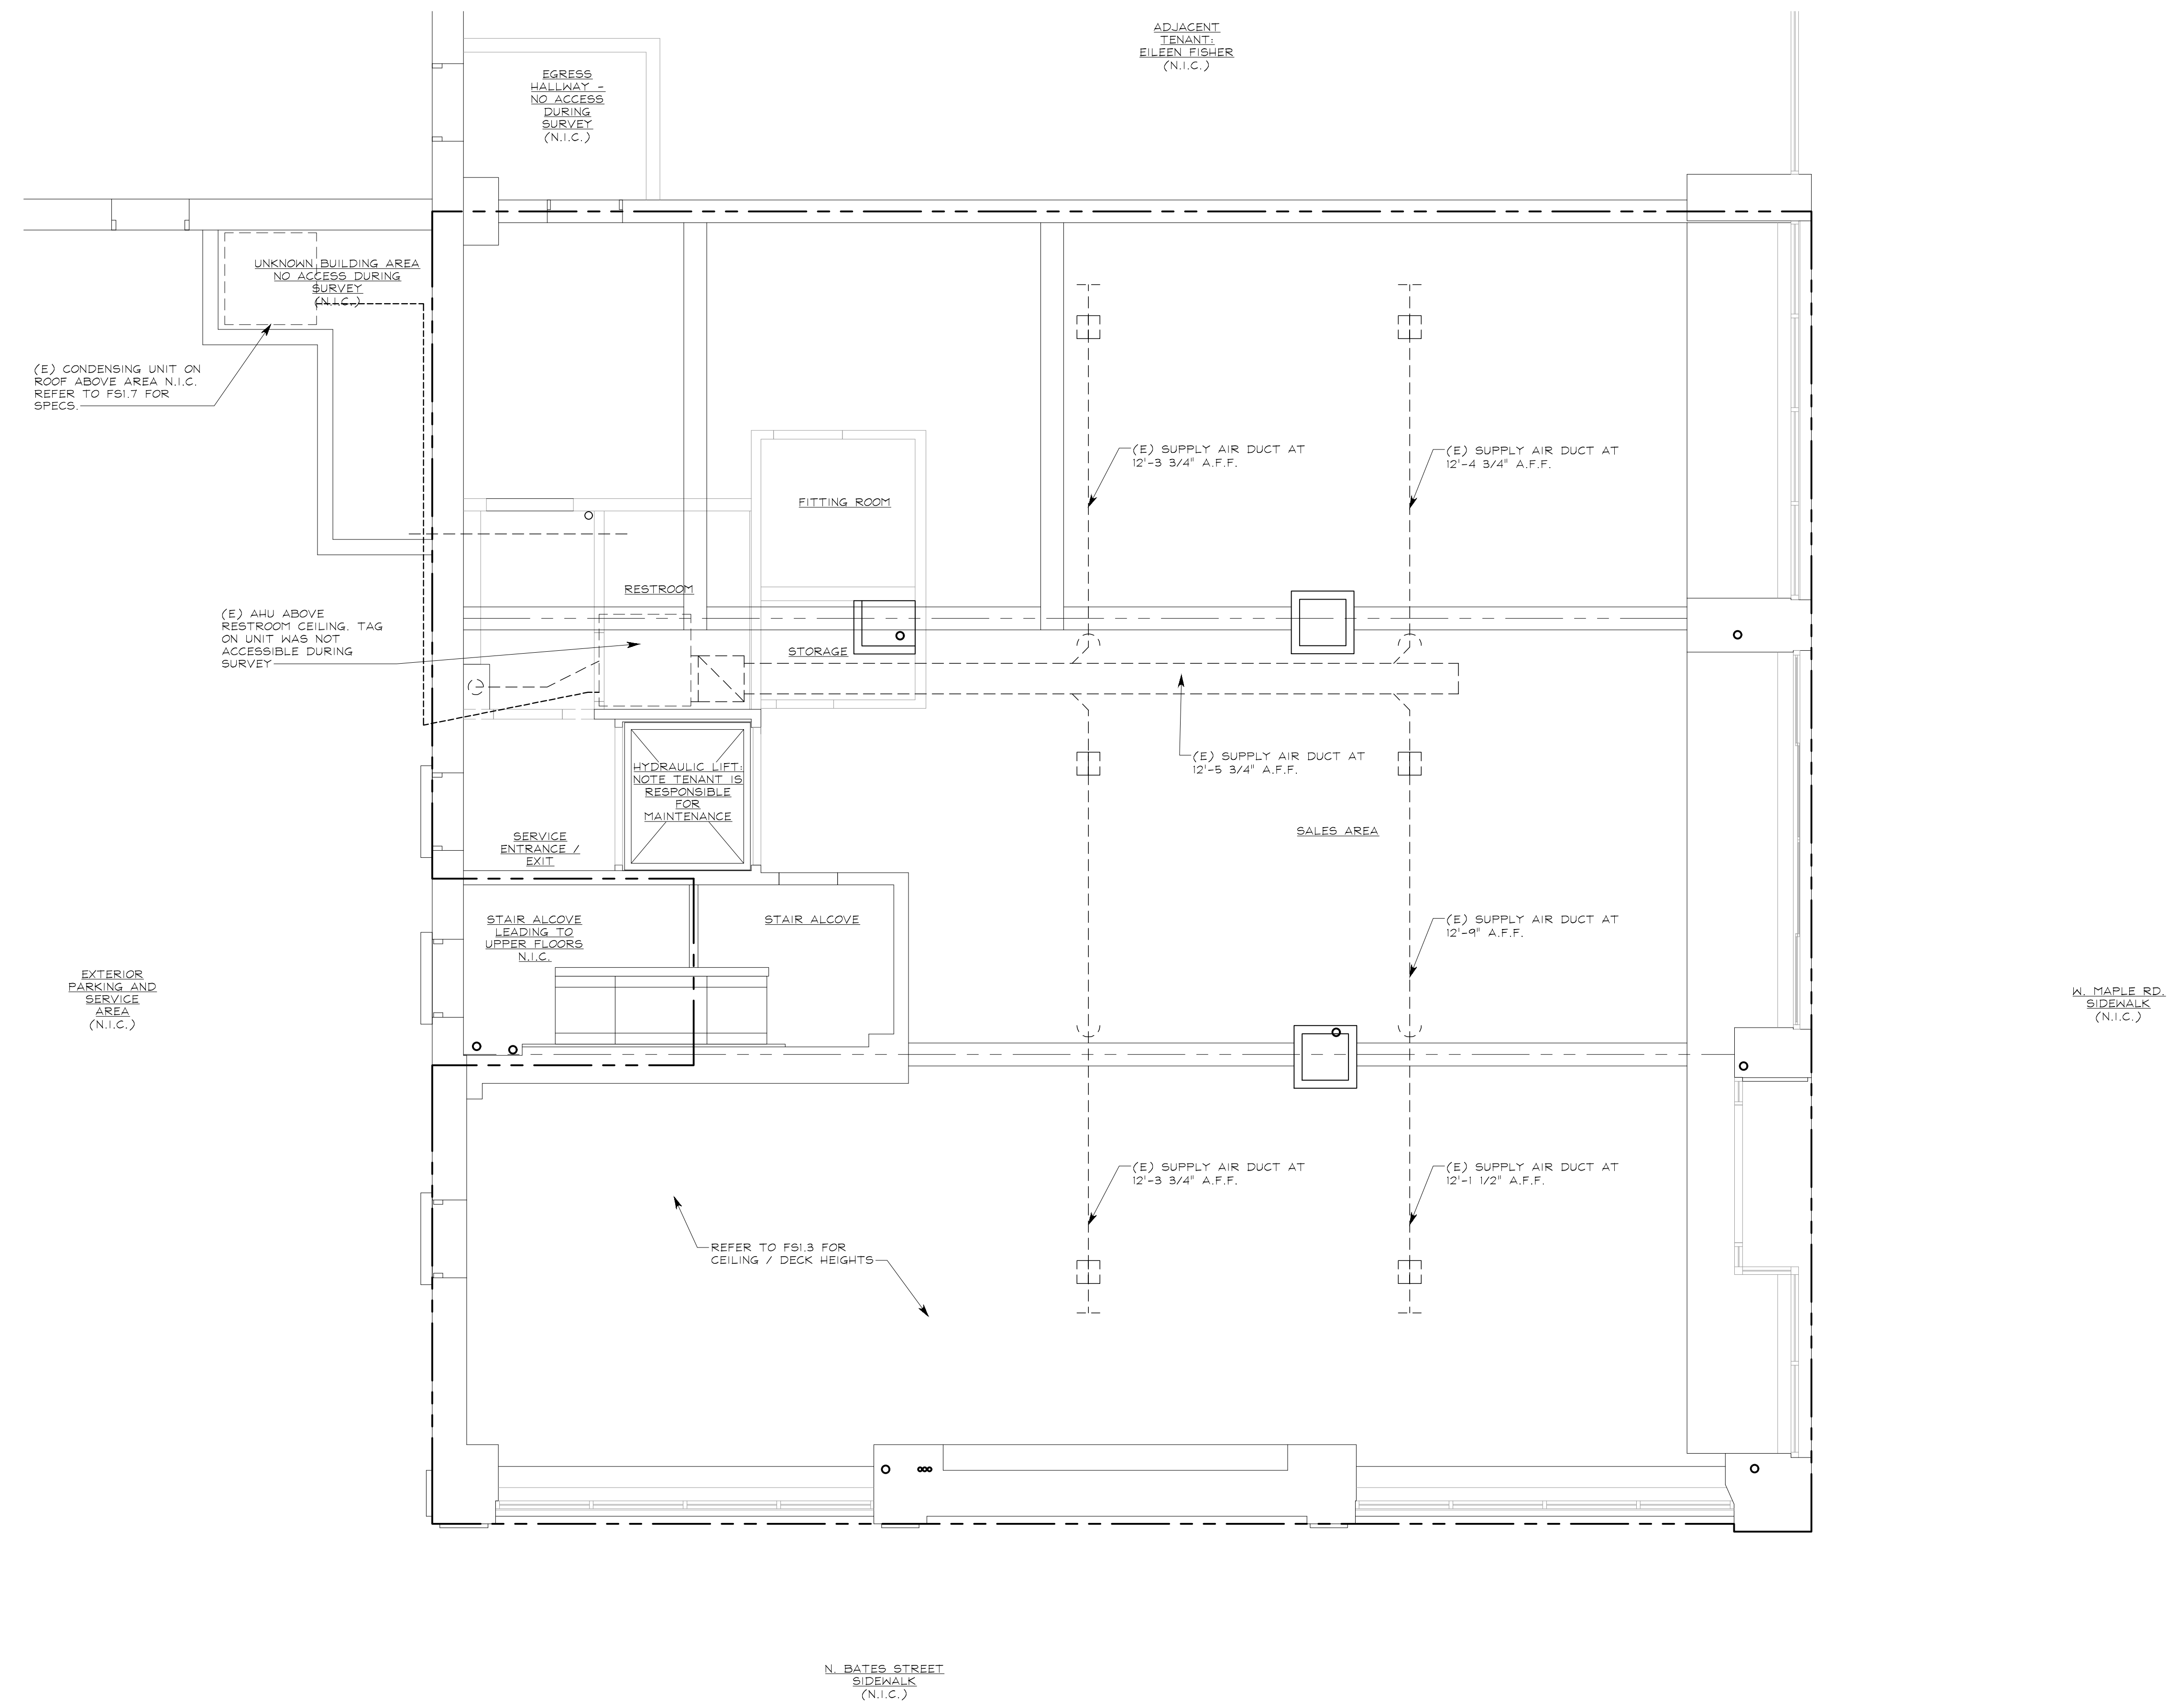 ADJACENT
TENANT:
EILEEN FISHER
(N.I.C.)
EGRESS
HALLWAY -
NO ACCESS
DURING
SURVEY
(N.I.C.)
UNKNOWN BUILDING AREA
NO ACCESS DURING
SURVEY
(N.I.C.)
(E) CONDENSING UNIT ON
ROOF ABOVE AREA N.I.C.
REFER TO FS1.7 FOR
SPECS.
(E) SUPPLY AIR DUCT AT
12'-3 3/4" A.F.F.
(E) SUPPLY AIR DUCT AT
12'-4 3/4" A.F.F.
FITTING ROOM
RESTROOM
(E) AHU ABOVE
RESTROOM CEILING. TAG
ON UNIT WAS NOT
ACCESSIBLE DURING
SURVEY
STORAGE
(E) SUPPLY AIR DUCT AT
12'-5 3/4" A.F.F.
HYDRAULIC LIFT:
NOTE TENANT IS
RESPONSIBLE
FOR
MAINTENANCE
SERVICE
ENTRANCE /
EXIT
SALES AREA
STAIR ALCOVE
LEADING TO
UPPER FLOORS
N.I.C.
STAIR ALCOVE
(E) SUPPLY AIR DUCT AT
12'-9" A.F.F.
EXTERIOR
PARKING AND
SERVICE
AREA
(N.I.C.)
W. MAPLE RD.
SIDEWALK
(N.I.C.)
(E) SUPPLY AIR DUCT AT
12'-3 3/4" A.F.F.
(E) SUPPLY AIR DUCT AT
12'-1 1/2" A.F.F.
REFER TO FS1.3 FOR
CEILING / DECK HEIGHTS
N. BATES STREET
SIDEWALK
(N.I.C.)